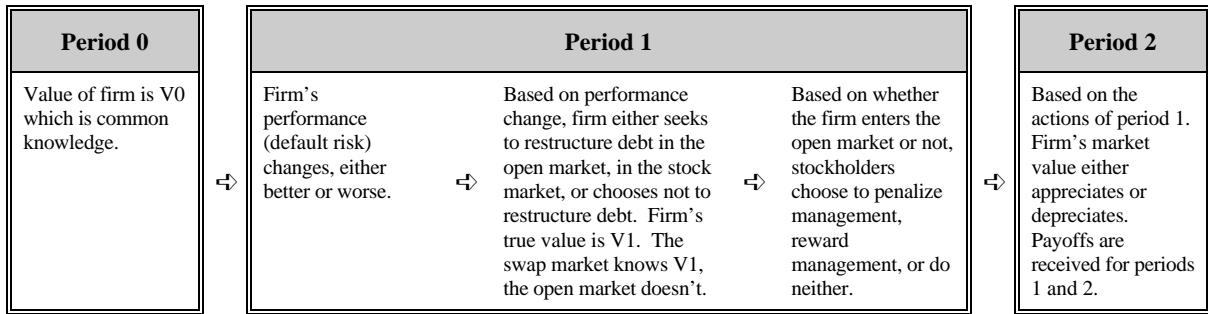 Period 0
Value of firm is V0
which is common
knowledge.
Period 1
Firm's
performance
(default risk)
changes, either
better or worse.
Based on performance
change, firm either seeks
to restructure debt in the
open market, in the stock
market, or chooses not to
restructure debt.  Firm's
true value is V1.  The
swap market knows V1,
the open market doesn't.
Based on whether
the firm enters the
open market or not,
stockholders
choose to penalize
management,
reward
management, or do
neither.
Period 2
Based on the
actions of period 1.
Firm's market
value either
appreciates or
depreciates.
Payoffs are
received for periods
1 and 2.